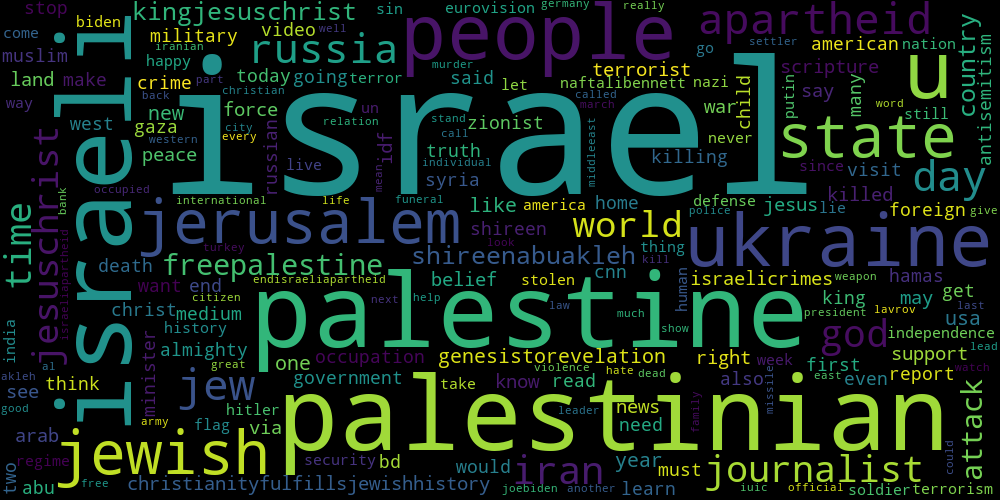 stop
biden
kingjesuschrist
sin
eurovision
germany
really
people
apartheid
come
muslim
military
video
russia
american
nation
country
antisemitism
iranian
happy
land
make
crime
today
going
terror
said
go
let
terrorist
naftalibennett
nazi
scripture
u
way
part
murder
christian
back
force
called
march
war
child
putin
say
many
word
still
new
un
idf
relation
stand
call
zionist
never
state
west
gaza
city
western
every
truth
israel
israeli
peace
russian
live
mean
individual
syria
middleeast
killing
since
visit
day
jesuschrist
israeliapartheid
occupied
bank
international
life
funeral
like
america
home
defense
jesus
lie
killed
foreign
give
time
jerusalem
turkey
shireen
look
world
police
ukraine
thing
kill
death
want
end
freepalestine
shireenabuakleh
endisraeliapartheid
belief
stolen
cnn
human
israelicrimes
weapon
hamas
christ
medium
citizen
next
help
palestine
law
much
show
king
president
may
lavrov
get
usa
last
india
history
almighty
minister
great
one
occupation
genesistorevelation
right
week
god
independence
first
support
lead
akleh
al
see
think
government
violence
hate
dead
missile
also
east
even
report
watch
good
jew
hitler
take
know
read
family
attack
army
flag
via
leader
palestinian
news
need
arab
jewish
could
two
regime
security
bd
iran
would
year
must
journalist
abu
free
christianityfulfillsjewishhistory
joebiden
another
learn
iuic
official
soldier
terrorism